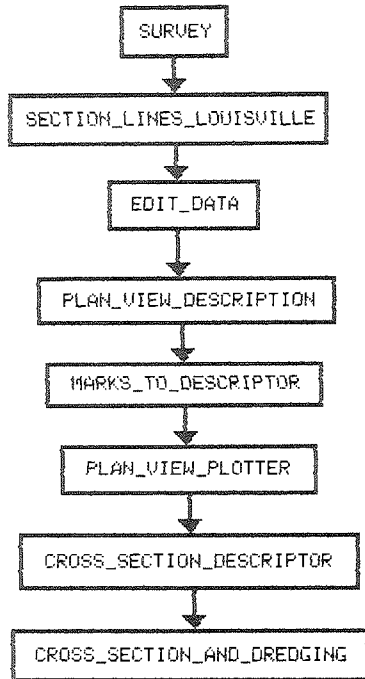 SURVEY
SECTION_LINES_LOUISVILLE
EDIT_DATA
PLAN_VIEW_DESCRIPTION
MARKS_TO_DESCRIPTOR
PLAN_VIEW_PLOTTER
CROSS_SECTION_DESCRIPTOR
CROSS_SECTION_AND_DREDGING